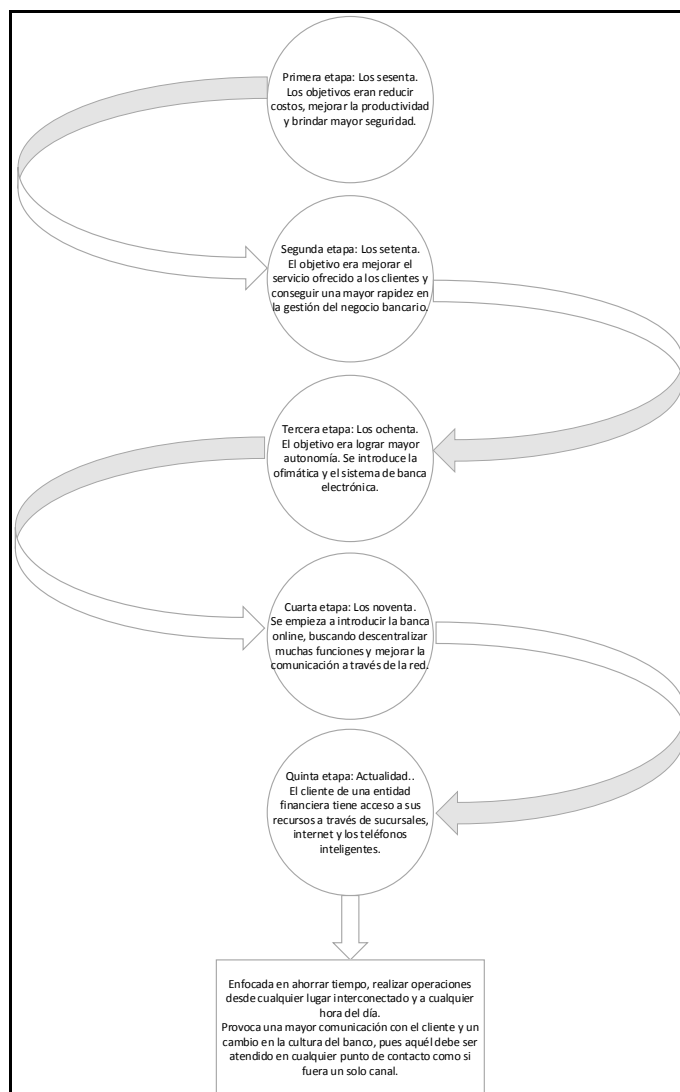 Primera etapa: Los sesenta.
Los objetivos eran reducir
costos, mejorar la productividad
y brindar mayor seguridad.
Segunda etapa: Los setenta.
El objetivo era mejorar el
servicio ofrecido a los clientes y
conseguir una mayor rapidez en
la gestión del negocio bancario.
Tercera etapa: Los ochenta.
El objetivo era lograr mayor
autonomía. Se introduce la
ofimática y el sistema de banca
electrónica.
Cuarta etapa: Los noventa.
Se empieza a introducir la banca
online, buscando descentralizar
muchas funciones y mejorar la
comunicación a través de la red.
Quinta etapa: Actualidad..
El cliente de una entidad
financiera tiene acceso a sus
recursos a través de sucursales,
internet y los teléfonos
inteligentes.
Enfocada en ahorrar tiempo, realizar operaciones
desde cualquier lugar interconectado y a cualquier
hora del día.
Provoca una mayor comunicación con el cliente y un
cambio en la cultura del banco, pues aquél debe ser
atendido en cualquier punto de contacto como si
fuera un solo canal.